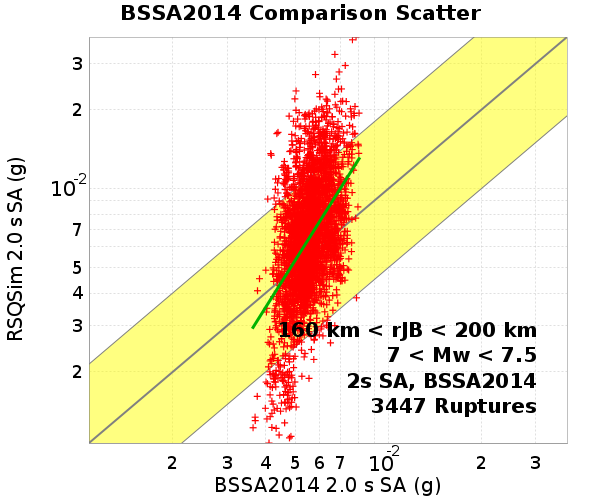 BSSA2014 Comparison Scatter
RSQSim 2.0 s SA (g)
3
2
10-2
7
5
4
3
2
160 km < rJB < 200 km
7 < Mw < 7.5
2s SA, BSSA2014
3447 Ruptures
2 3 4 5 6 7 10-2 2 3
BSSA2014 2.0 s SA (g)